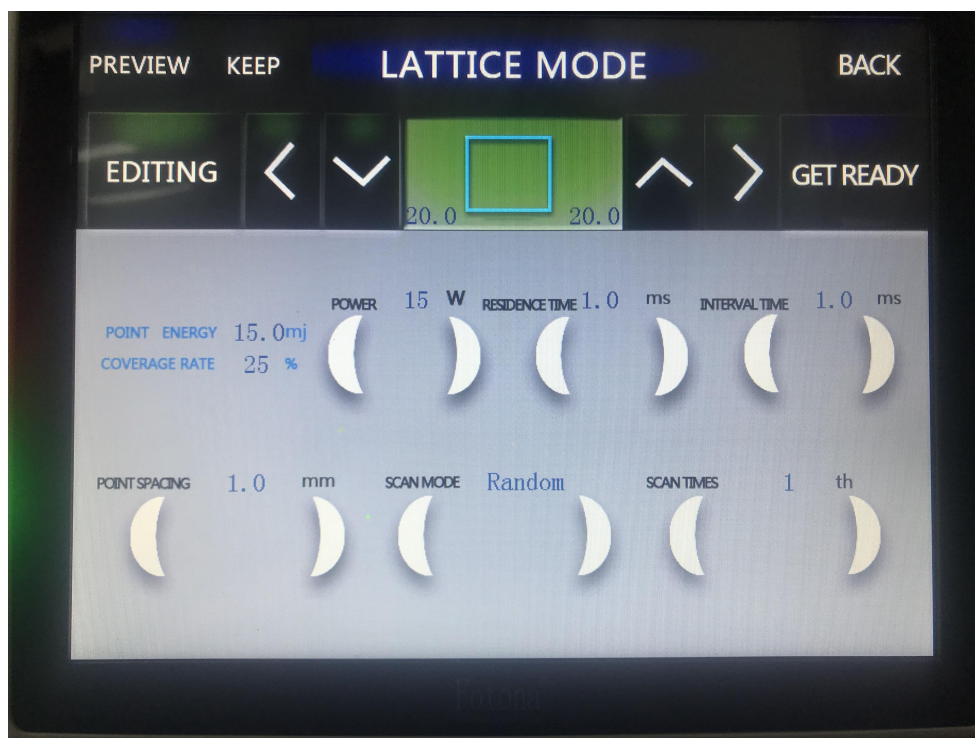 PREVIEW KEEP LATTICE MODE BACK
EDITING GET READY
20.0 20.0
POWER 15 W RESIDENCE TIME 1.0 ms INTERVAL TIME 1.0 ms
POINT ENERGY 15.0mj
COVERAGE RATE 25 %
POINT SPACING 1.0 mm SCAN MODE Random SCAN TIMES 1 th
Fotona